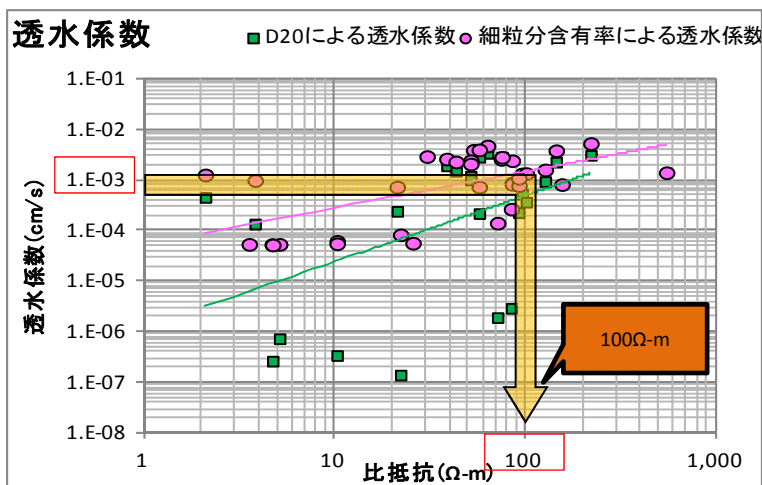 透水係数
D20による透水係数 細粒分含有率による透水係数
1.E-01
1.E-02
1.E-03
1.E-04
1.E-05
1.E-06
1.E-07
1.E-08
透水係数(cm/s)
100Ω-m
1 10 100 1,000
比抵抗(Ω-m)